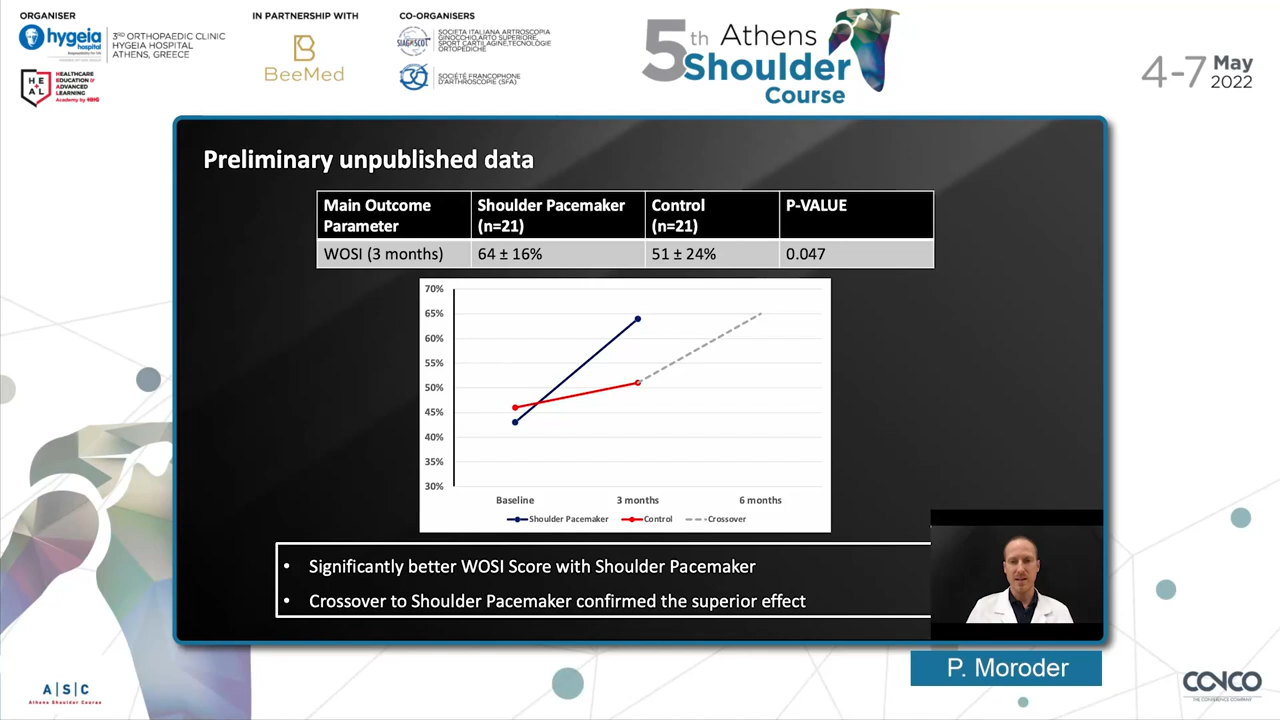 ORGANISER
hygeia
hospital
3RD ORTHOPAEDIC CLINIC
HYGEIA HOSPITAL
ATHENS, GREECE
HEAL
HEALTHCARE
EDUCATION &
ADVANCED
LEARNING
Academy by
IN PARTNERSHIP WITH
BeeMed
CO-ORGANISERS
SIAGASCOT
SOCIETA ITALIANA ARTROSCOPIA
GINOCCHIO,ARTO SUPERIORE,
SPORT CARTILAGINE,TECNOLOGIE
ORTOPEDICHE
SOCIÉTÉ FRANCOPHONE
D'ARTHROSCOPIE (SFA)
5th Athens
Shoulder
Course
4-7 May
2022
Preliminary unpublished data
Main Outcome Parameter
Shoulder Pacemaker (n=21)
Control (n=21)
P-VALUE
WOSI (3 months)
64 ± 16%
51 ± 24%
0.047
70%
65%
60%
55%
50%
45%
40%
35%
30%
Baseline
3 months
6 months
Shoulder Pacemaker
Control
Crossover
• Significantly better WOSI Score with Shoulder Pacemaker
• Crossover to Shoulder Pacemaker confirmed the superior effect
P. Moroder
A|S|C
Athens Shoulder Course
CONCO
THE CONFERENCE COMPANY